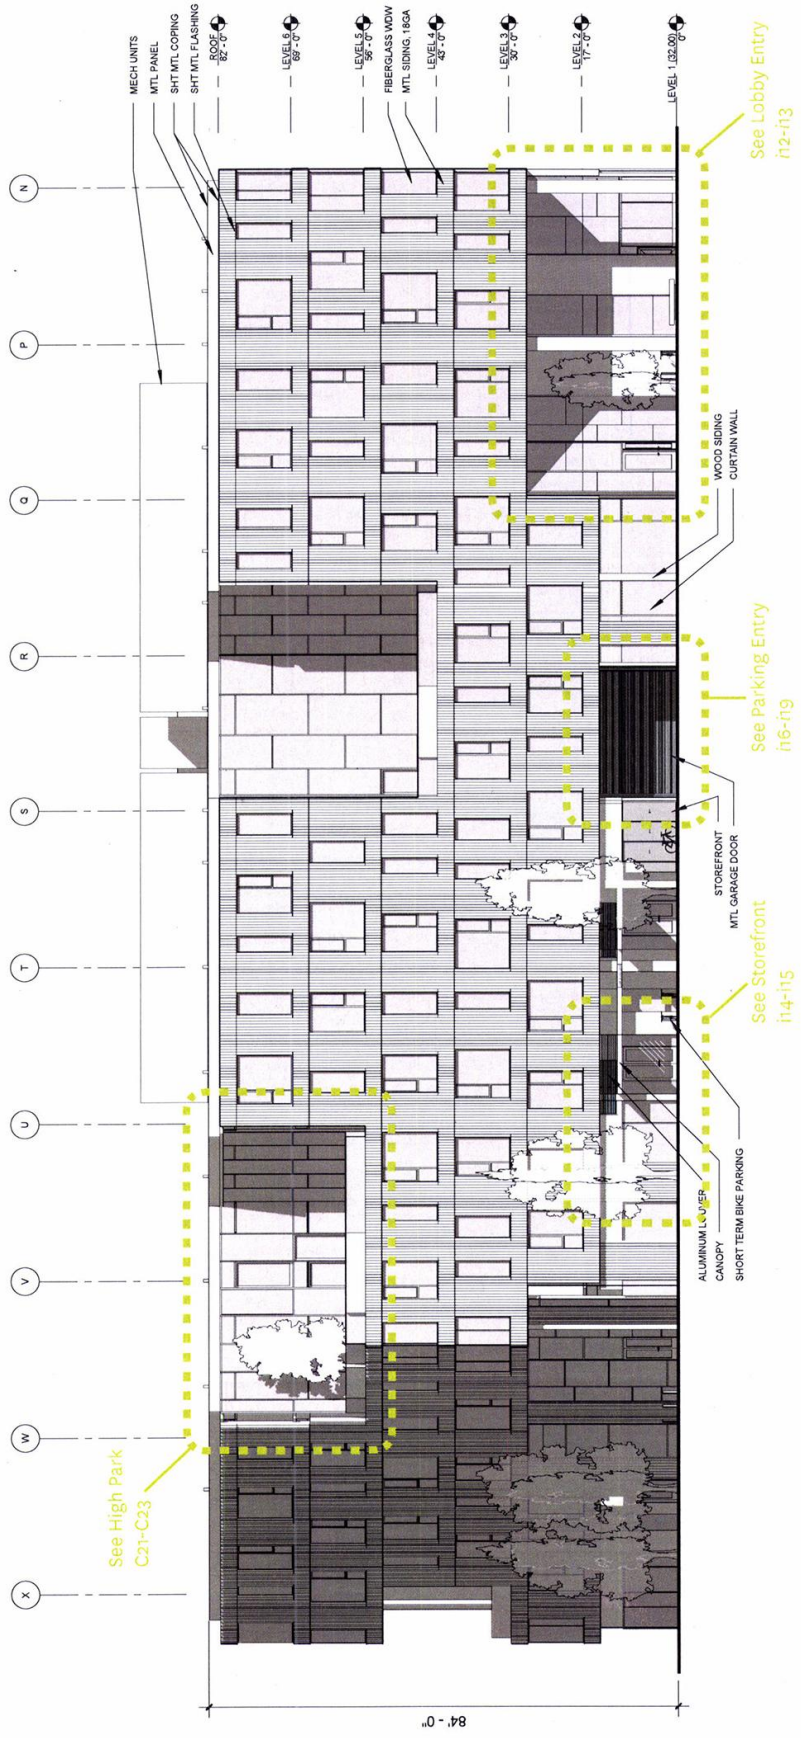 X
W
V
U
T
S
R
Q
P
N
MECH UNITS
MTL PANEL
SHT MTL COPING
SHT MTL FLASHING
ROOF
82' - 0"
LEVEL 6
69' - 0"
LEVEL 5
56' - 0"
FIBERGLASS WDW
MTL SIDING, 18GA
LEVEL 4
43' - 0"
LEVEL 3
30' - 0"
LEVEL 2
17' - 0"
LEVEL 1 (32.00)
0"
84' - 0"
See High Park
C21-C23
ALUMINUM LOUVER
CANOPY
SHORT TERM BIKE PARKING
See Storefront
i14-i15
STOREFRONT
MTL GARAGE DOOR
See Parking Entry
i16-i19
WOOD SIDING
CURTAIN WALL
See Lobby Entry
i12-i13